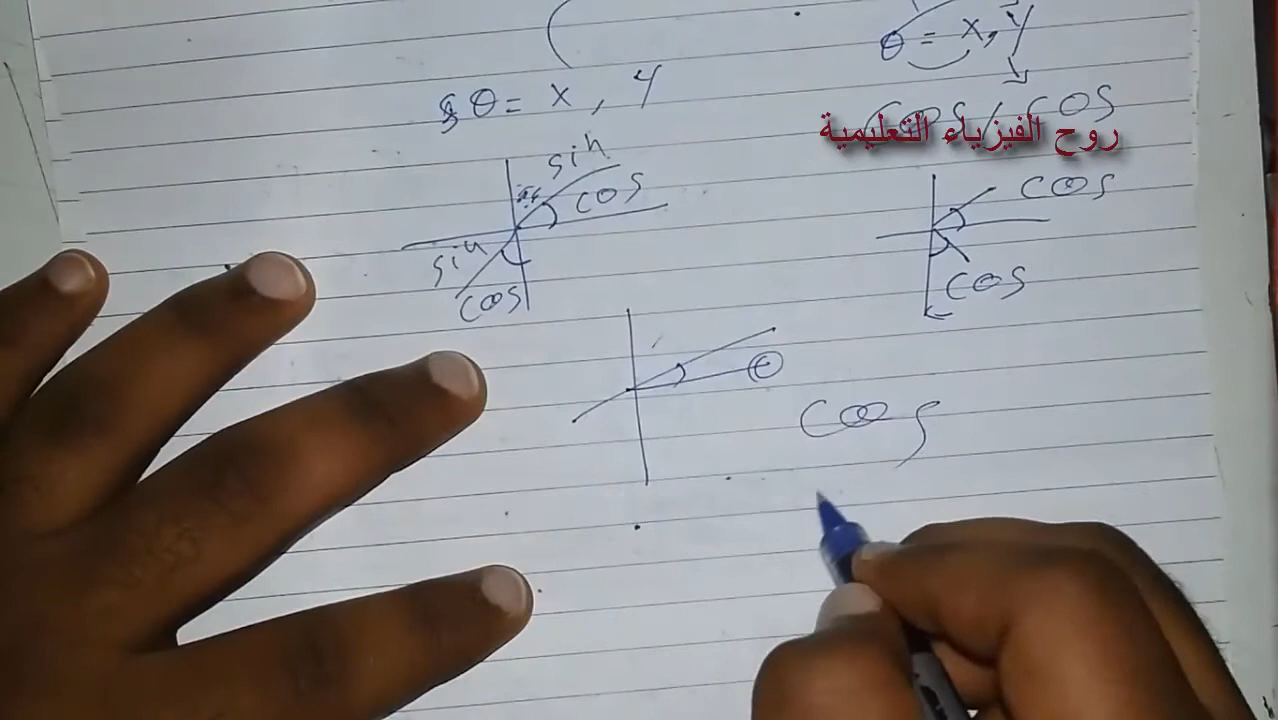 θ = x, y
θ = x , y
cos / cos
روح الفيزياء التعليمية
sin
cos
cos
sin
cos
cos
cos